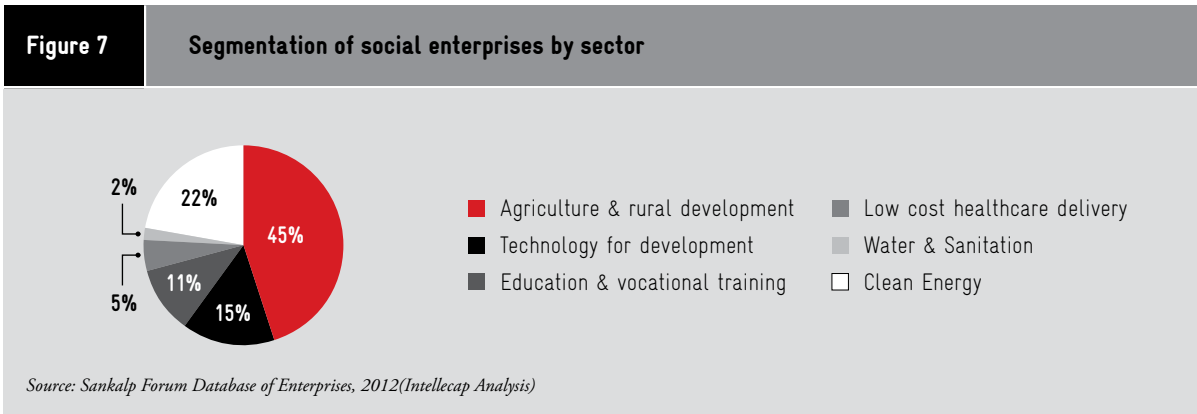 Figure 7
Segmentation of social enterprises by sector
2%
22%
45%
5%
11%
15%
Agriculture & rural development
Technology for development
Education & vocational training
Low cost healthcare delivery
Water & Sanitation
Clean Energy
Source: Sankalp Forum Database of Enterprises, 2012(Intellecap Analysis)